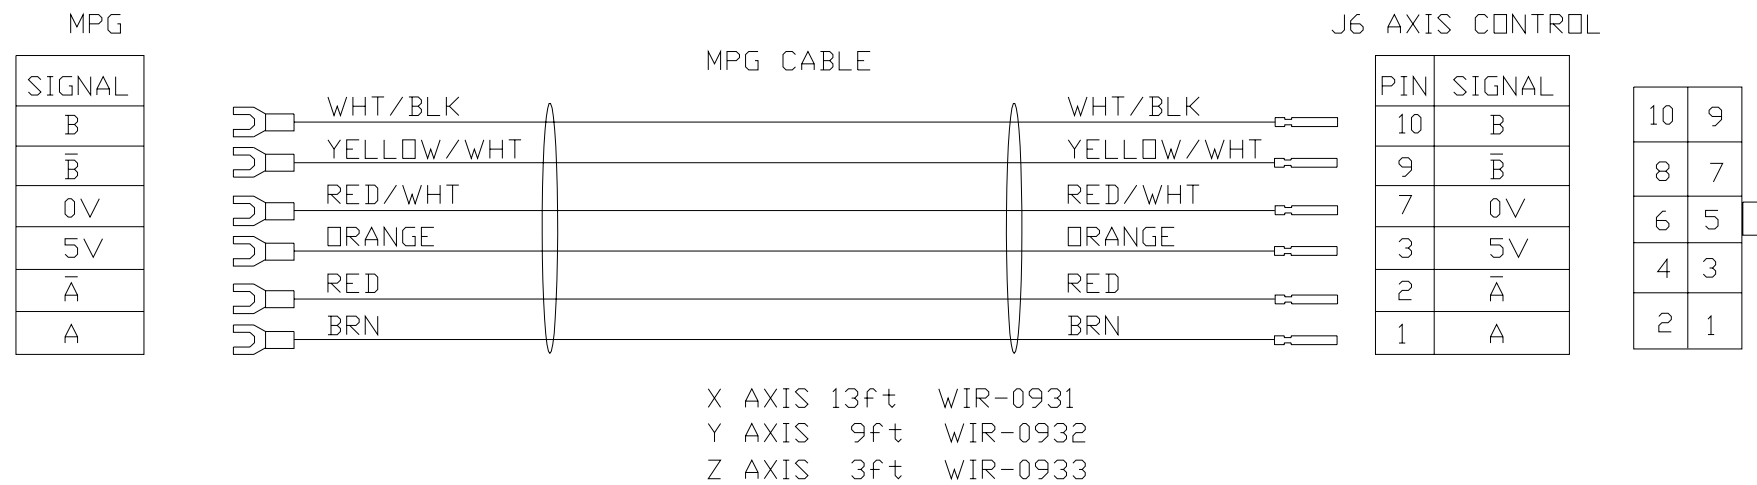 MPG
J6 AXIS CONTROL
MPG CABLE
SIGNAL
PIN SIGNAL
B WHT/BLK WHT/BLK 10 B
B̅ YELLOW/WHT YELLOW/WHT 9 B̅
0V RED/WHT RED/WHT 7 0V
5V ORANGE ORANGE 3 5V
A̅ RED RED 2 A̅
A BRN BRN 1 A
10 9
8 7
6 5
4 3
2 1
X AXIS 13ft WIR-0931
Y AXIS 9ft WIR-0932
Z AXIS 3ft WIR-0933